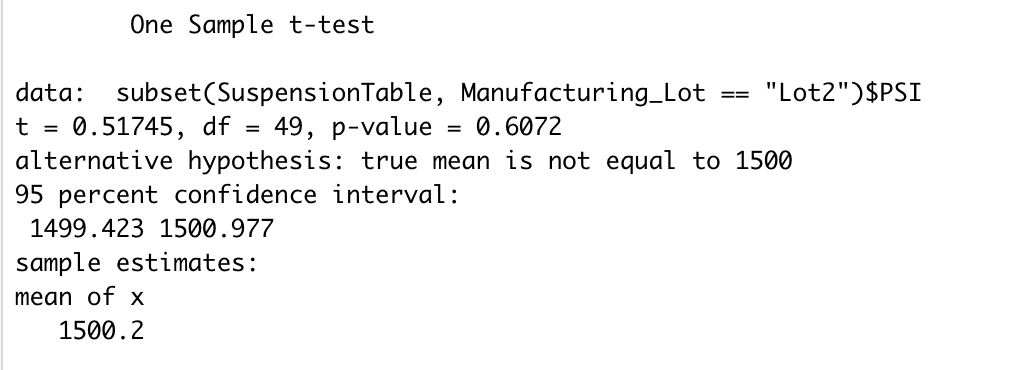 One Sample t-test
data:  subset(SuspensionTable, Manufacturing_Lot == "Lot2")$PSI
t = 0.51745, df = 49, p-value = 0.6072
alternative hypothesis: true mean is not equal to 1500
95 percent confidence interval:
1499.423 1500.977
sample estimates:
mean of x
1500.2